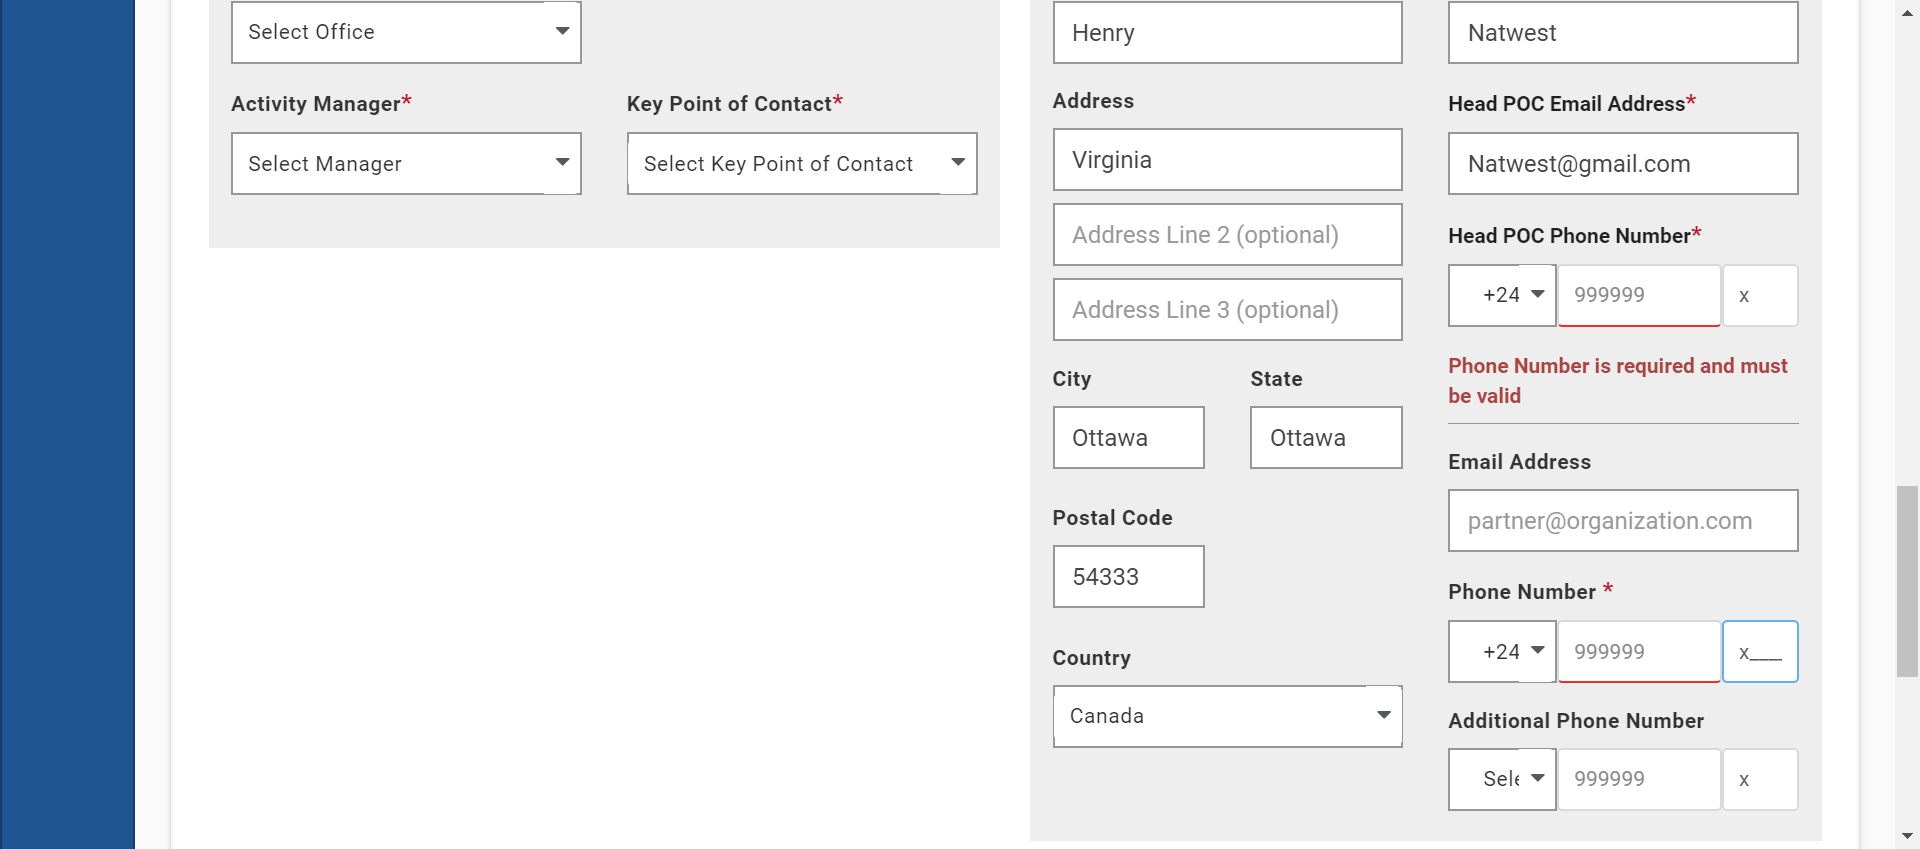 Select Office
Activity Manager*
Key Point of Contact*
Select Manager
Select Key Point of Contact
Henry
Address
Virginia
Address Line 2 (optional)
Address Line 3 (optional)
City
State
Ottawa
Ottawa
Postal Code
54333
Country
Canada
Natwest
Head POC Email Address*
Natwest@gmail.com
Head POC Phone Number*
+24
999999
x
Phone Number is required and must
be valid
Email Address
partner@organization.com
Phone Number *
+24
999999
x___
Additional Phone Number
Sele
999999
x